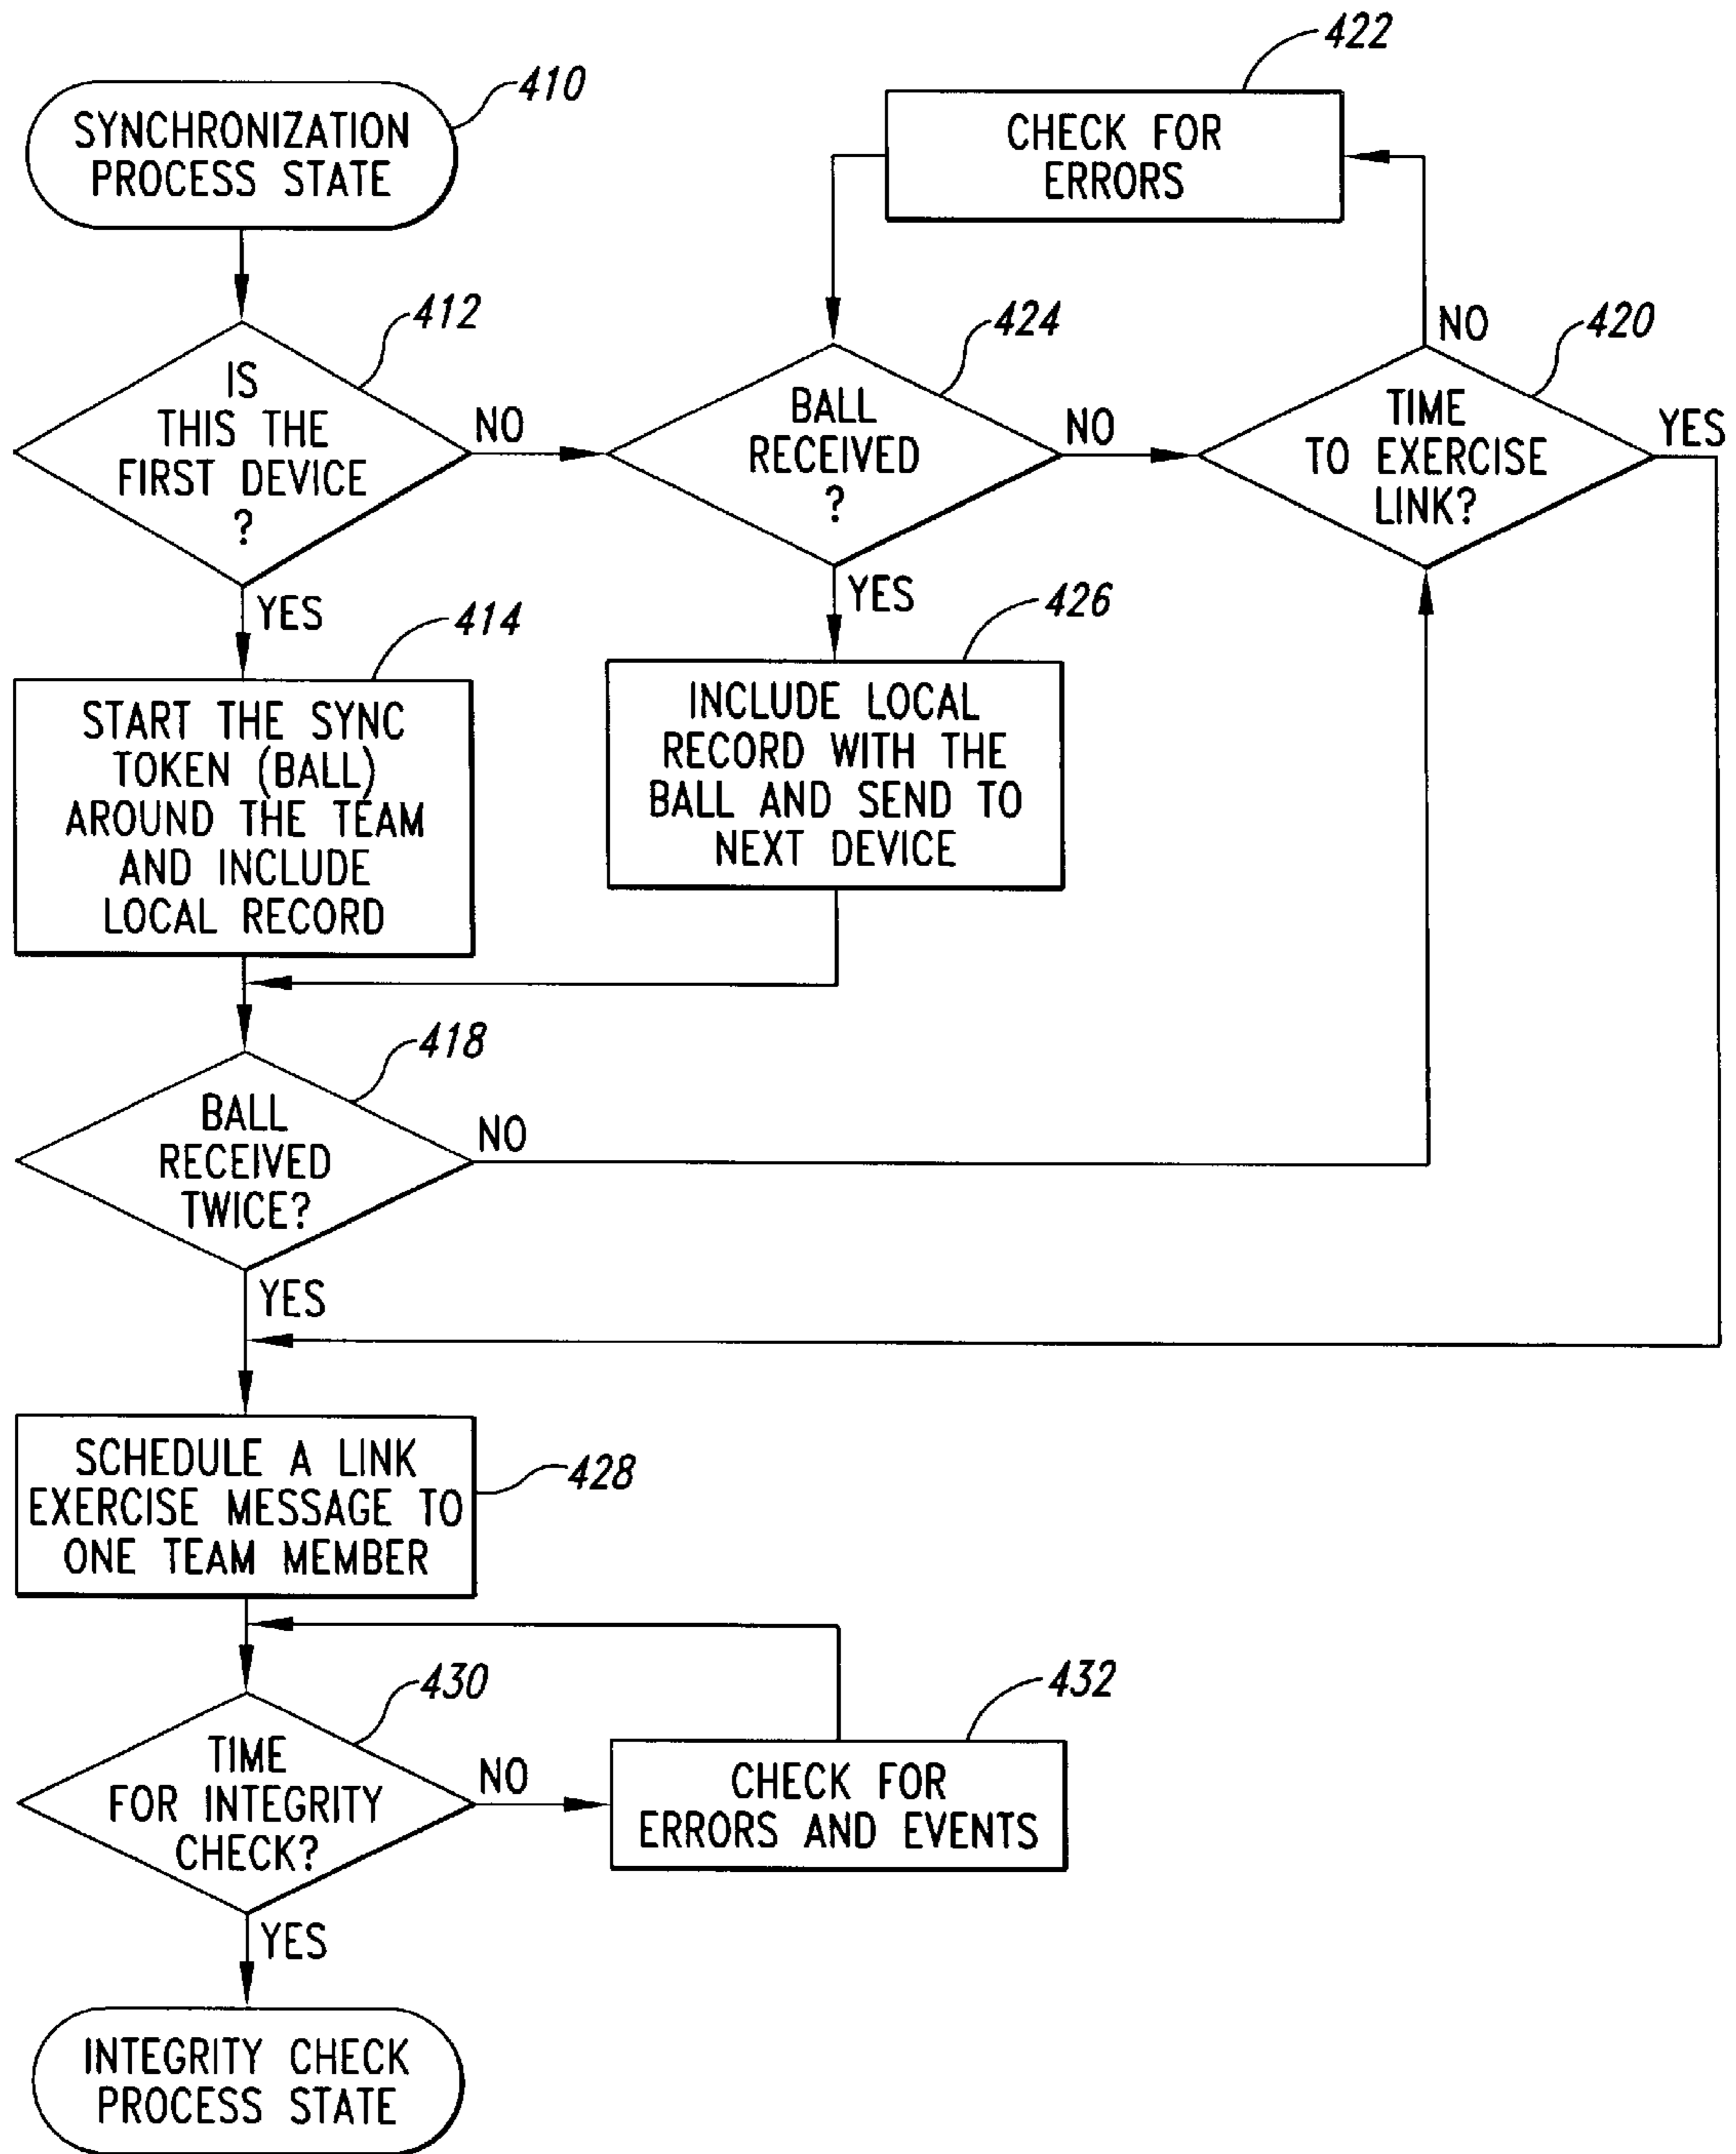 410
SYNCHRONIZATION
PROCESS STATE
422
CHECK FOR
ERRORS
412
IS
THIS THE
FIRST DEVICE
?
NO
YES
424
BALL
RECEIVED
?
NO
YES
420
TIME
TO EXERCISE
LINK?
NO
YES
414
START THE SYNC
TOKEN (BALL)
AROUND THE TEAM
AND INCLUDE
LOCAL RECORD
426
INCLUDE LOCAL
RECORD WITH THE
BALL AND SEND TO
NEXT DEVICE
418
BALL
RECEIVED
TWICE?
NO
YES
SCHEDULE A LINK
EXERCISE MESSAGE TO
ONE TEAM MEMBER
428
430
TIME
FOR INTEGRITY
CHECK?
NO
YES
432
CHECK FOR
ERRORS AND EVENTS
INTEGRITY CHECK
PROCESS STATE